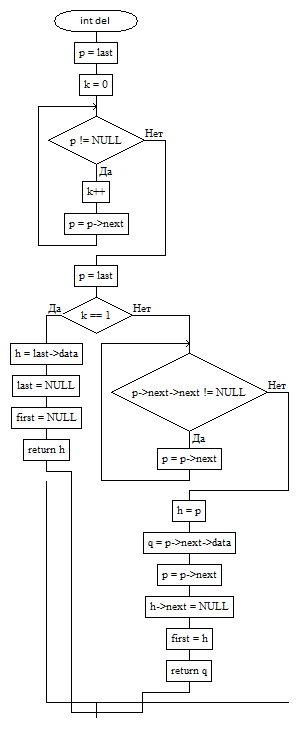 int del
p = last
k = 0
p != NULL
Нет
Да
k++
p = p->next
p = last
Да
k == 1
Нет
h = last->data
last = NULL
first = NULL
return h
p->next->next != NULL
Нет
Да
p = p->next
h = p
q = p->next->data
p = p->next
h->next = NULL
first = h
return q